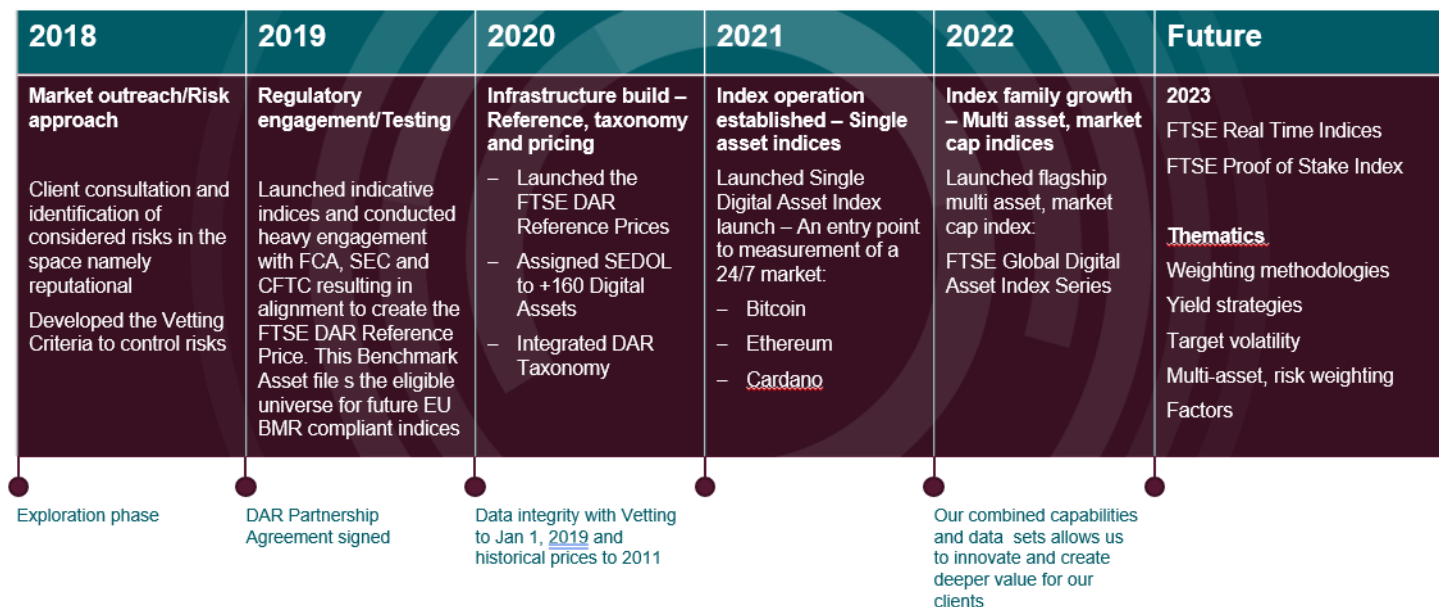 2018
2019
2020
2021
2022
Future
Market outreach/Risk
approach
Client consultation and
identification of
considered risks in the
space namely
reputational
Developed the Vetting
Criteria to control risks
Regulatory
engagement/Testing
Launched indicative
indices and conducted
heavy engagement
with FCA, SEC and
CFTC resulting in
alignment to create the
FTSE DAR Reference
Price. This Benchmark
Asset file s the eligible
universe for future EU
BMR compliant indices
Infrastructure build –
Reference, taxonomy
and pricing
– Launched the
FTSE DAR
Reference Prices
– Assigned SEDOL
to +160 Digital
Assets
– Integrated DAR
Taxonomy
Index operation
established – Single
asset indices
Launched Single
Digital Asset Index
launch – An entry point
to measurement of a
24/7 market:
– Bitcoin
– Ethereum
– Cardano
Index family growth
– Multi asset, market
cap indices
Launched flagship
multi asset, market
cap index:
FTSE Global Digital
Asset Index Series
2023
FTSE Real Time Indices
FTSE Proof of Stake Index
Thematics
Weighting methodologies
Yield strategies
Target volatility
Multi-asset, risk weighting
Factors
Exploration phase
DAR Partnership
Agreement signed
Data integrity with Vetting
to Jan 1, 2019 and
historical prices to 2011
Our combined capabilities
and data sets allows us
to innovate and create
deeper value for our
clients